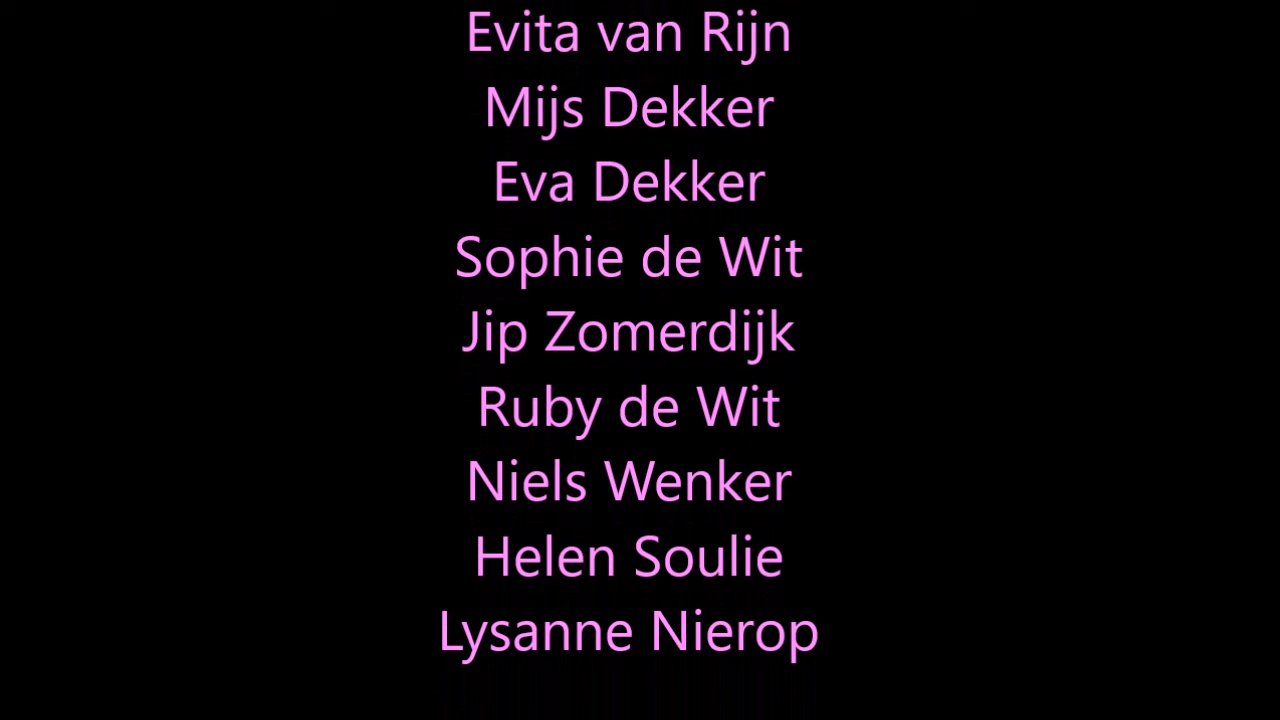 Evita van Rijn
Mijs Dekker
Eva Dekker
Sophie de Wit
Jip Zomerdijk
Ruby de Wit
Niels Wenker
Helen Soulie
Lysanne Nierop